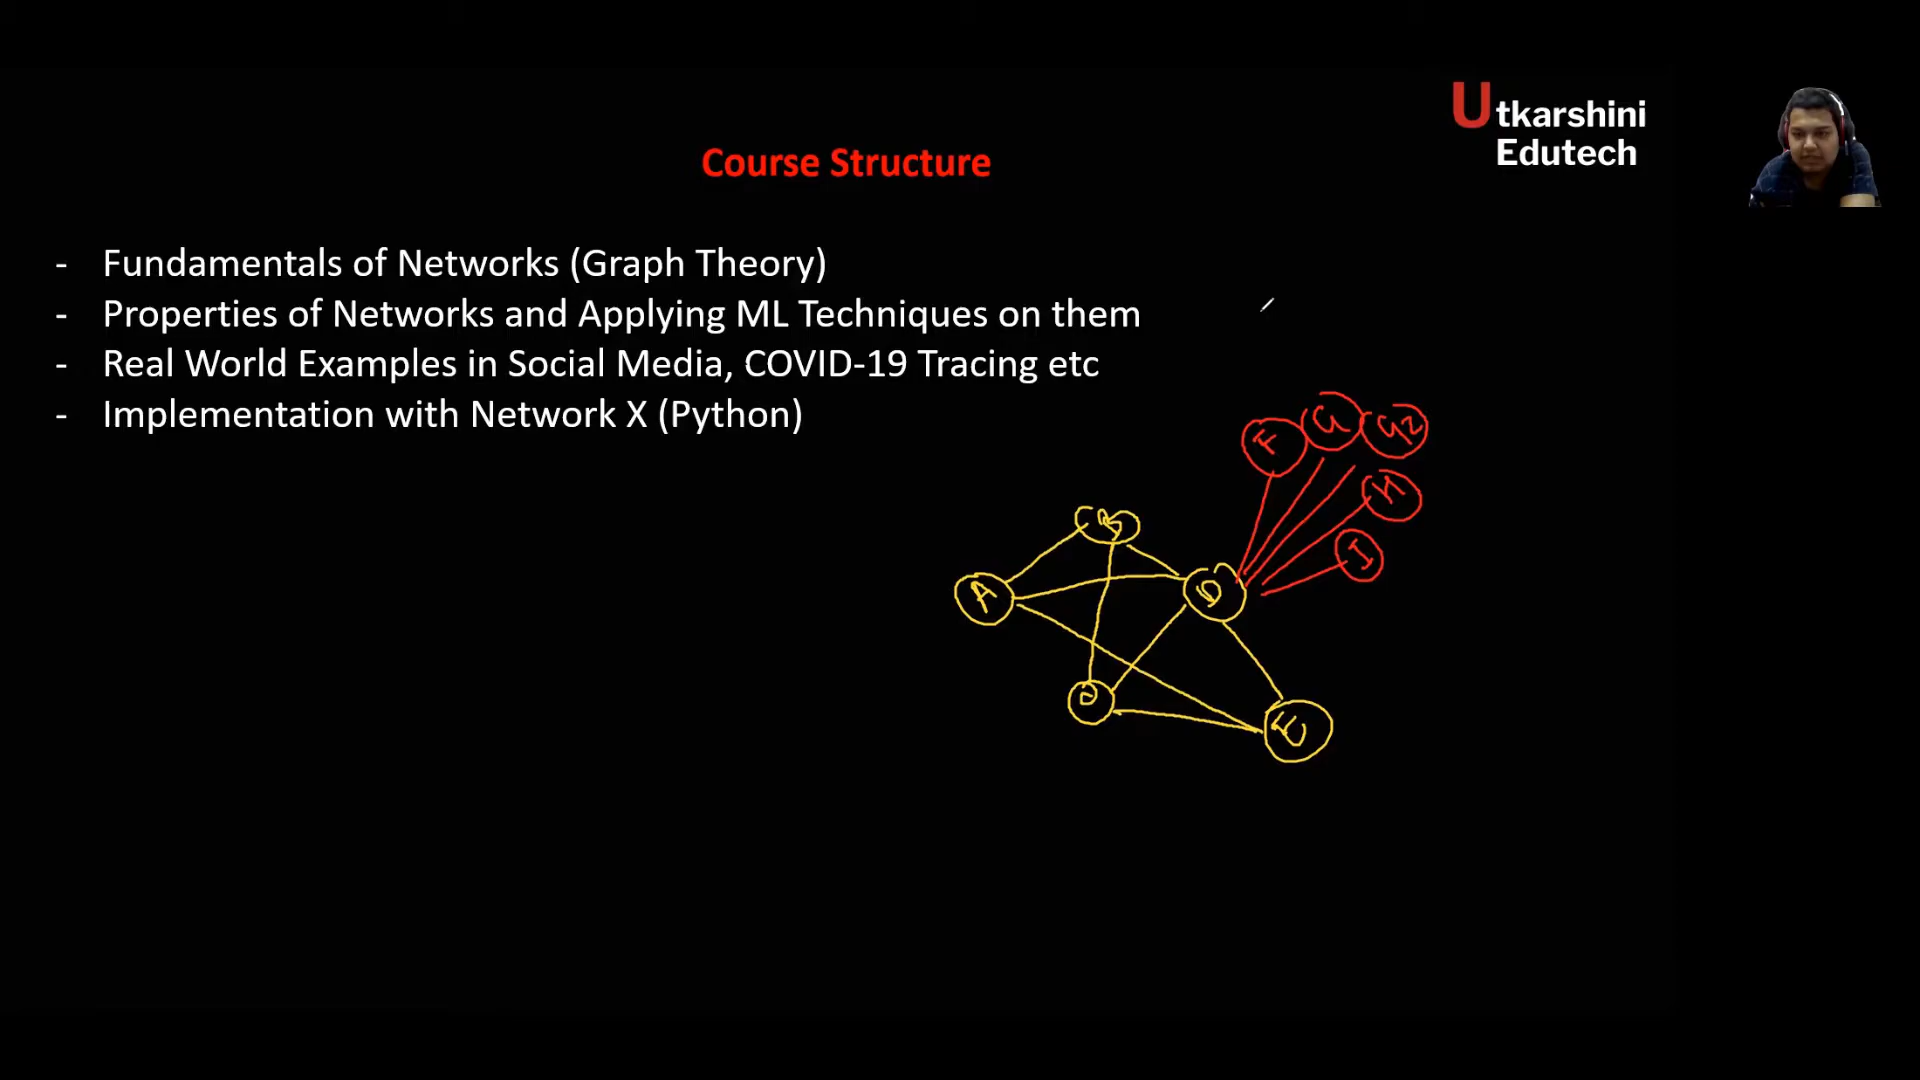 Utkarshini
Edutech
Course Structure
- Fundamentals of Networks (Graph Theory)
- Properties of Networks and Applying ML Techniques on them
- Real World Examples in Social Media, COVID-19 Tracing etc
- Implementation with Network X (Python)
F G G2
H
B
I
A D
E